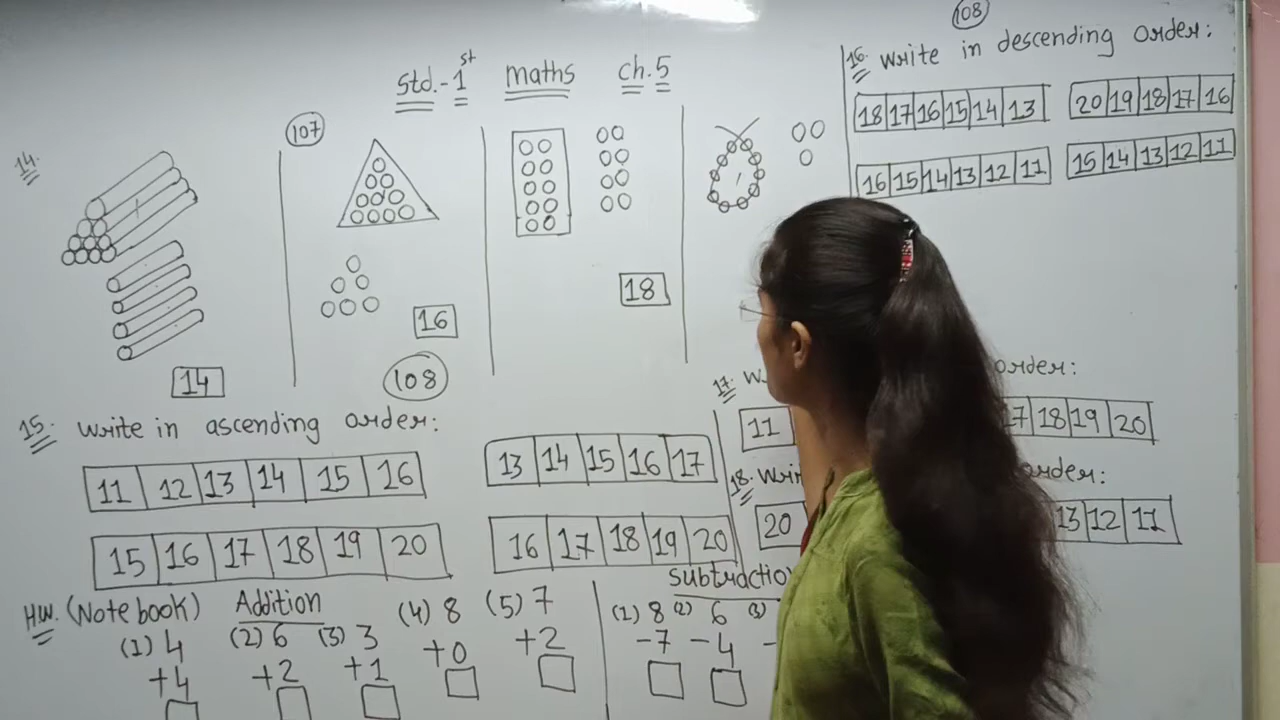 Std.-1st maths ch.5
14.
14
107
16
18
108
15. Write in ascending order:
11 12 13 14 15 16
13 14 15 16 17
15 16 17 18 19 20
16 17 18 19 20
108
16. Write in descending order:
18 17 16 15 14 13
20 19 18 17 16
16 15 14 13 12 11
15 14 13 12 11
17. order:
11 17 18 19 20
18. order:
20 13 12 11
H.W. (Notebook) Addition
(1) 4 (2) 6 (3) 3 (4) 8 (5) 7
+4 +2 +1 +0 +2
Subtraction
(1) 8 (2) 6 (3)
-7 -4 -